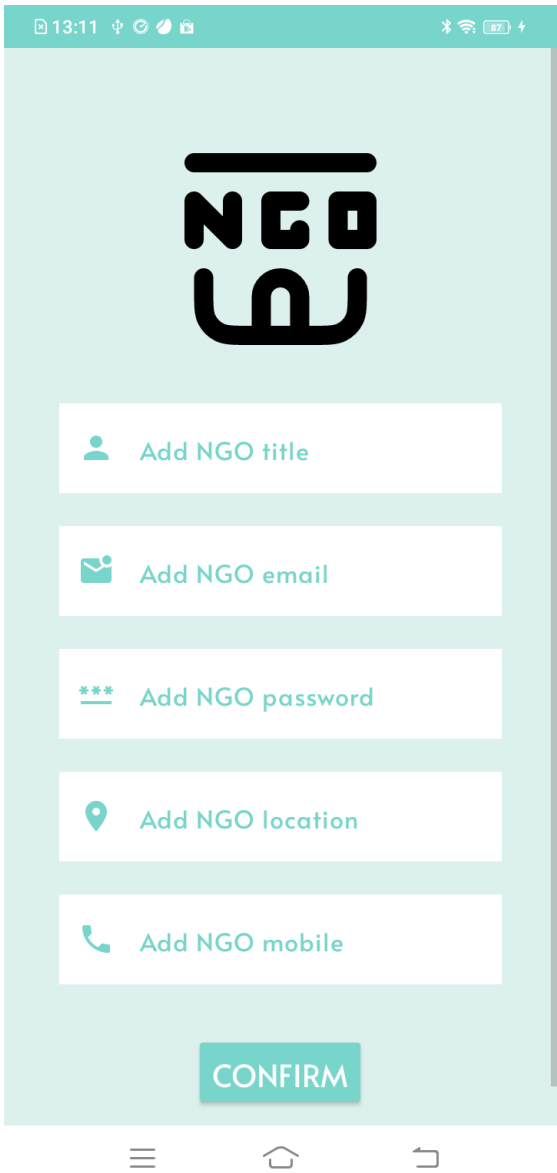 13:11
87
NGO
Add NGO title
Add NGO email
Add NGO password
Add NGO location
Add NGO mobile
CONFIRM